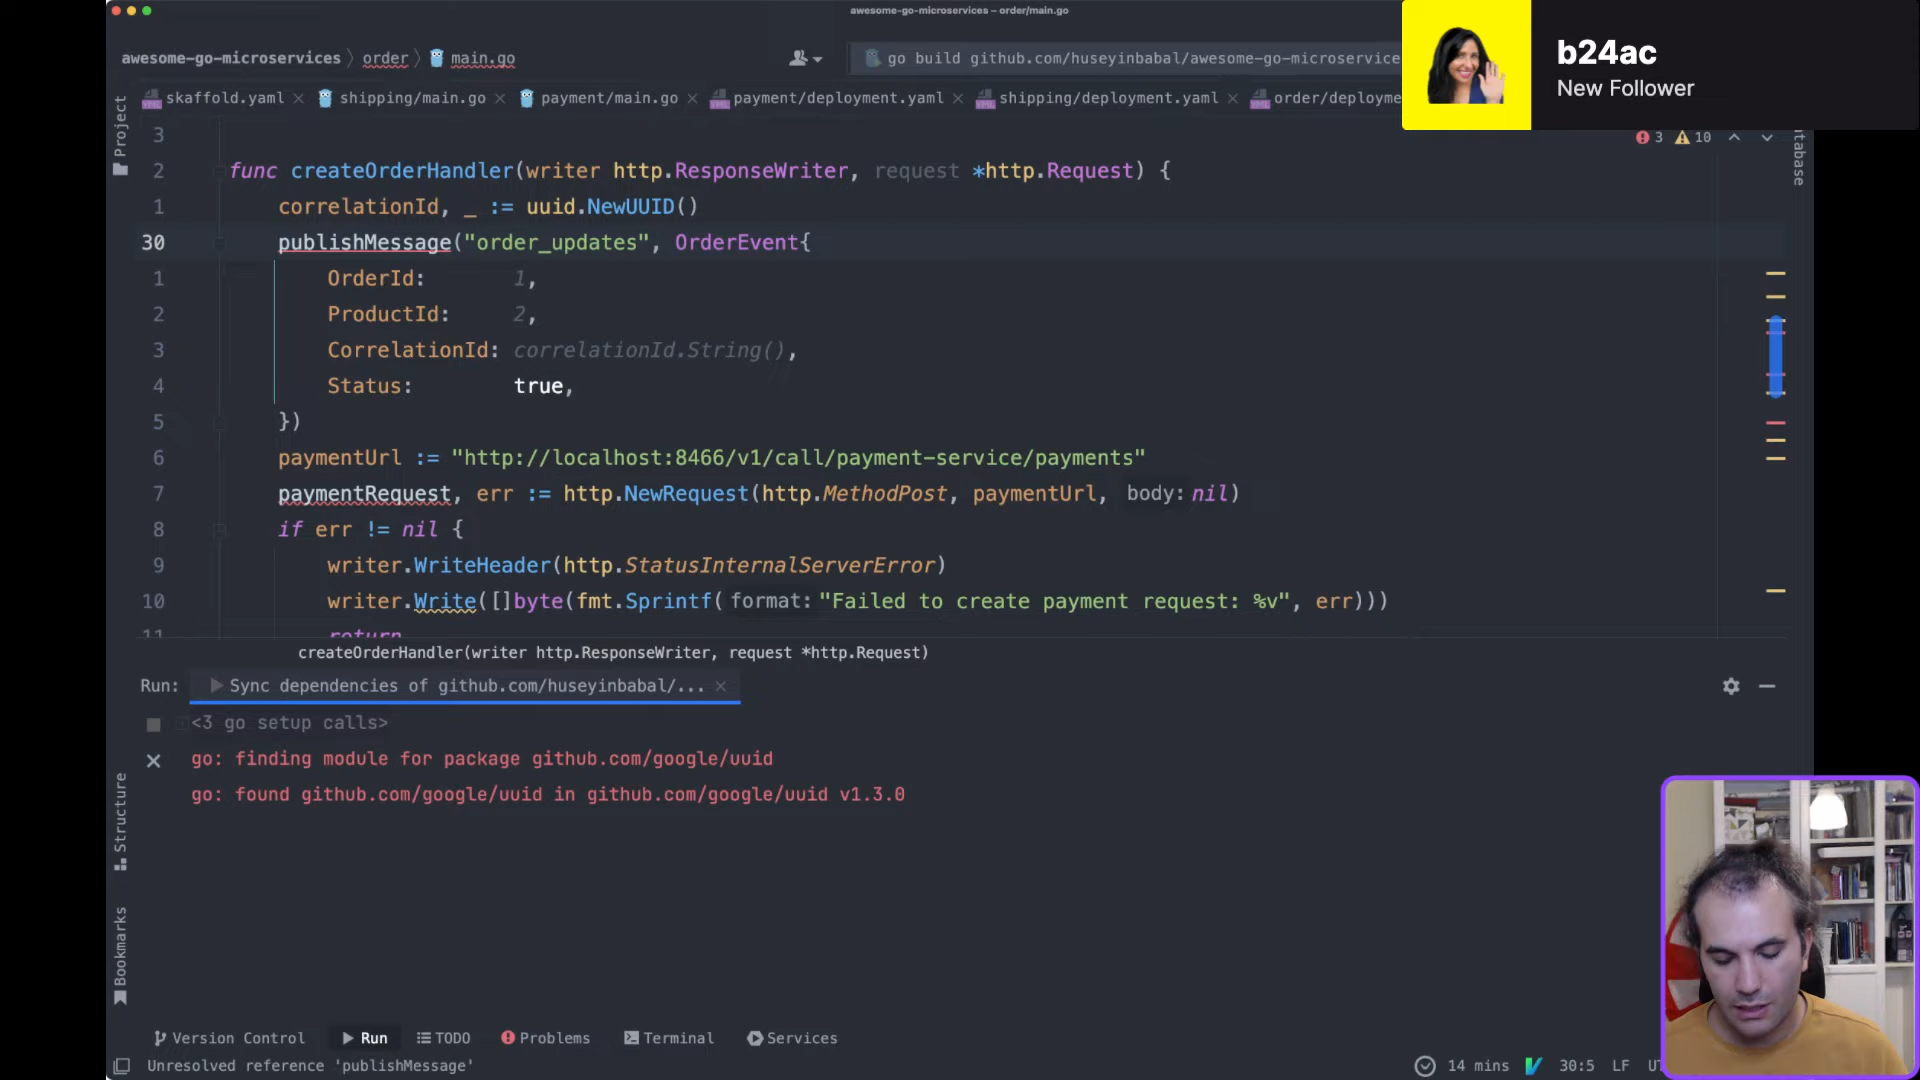 awesome-go-microservices – order/main.go
awesome-go-microservices 〉 order 〉 main.go
go build github.com/huseyinbabal/awesome-go-microservice
b24ac
New Follower
skaffold.yaml × shipping/main.go × payment/main.go × payment/deployment.yaml × shipping/deployment.yaml × order/deployme
Project
3 10
atabase
3
2 func createOrderHandler(writer http.ResponseWriter, request *http.Request) {
1 correlationId, _ := uuid.NewUUID()
30 publishMessage("order_updates", OrderEvent{
1 OrderId: 1,
2 ProductId: 2,
3 CorrelationId: correlationId.String(),
4 Status: true,
5 })
6 paymentUrl := "http://localhost:8466/v1/call/payment-service/payments"
7 paymentRequest, err := http.NewRequest(http.MethodPost, paymentUrl, body: nil)
8 if err != nil {
9 writer.WriteHeader(http.StatusInternalServerError)
10 writer.Write([]byte(fmt.Sprintf( format: "Failed to create payment request: %v", err)))
11 return
createOrderHandler(writer http.ResponseWriter, request *http.Request)
Run: Sync dependencies of github.com/huseyinbabal/... ×
<3 go setup calls>
go: finding module for package github.com/google/uuid
go: found github.com/google/uuid in github.com/google/uuid v1.3.0
Structure
Bookmarks
Version Control Run TODO Problems Terminal Services
Unresolved reference 'publishMessage' 14 mins 30:5 LF